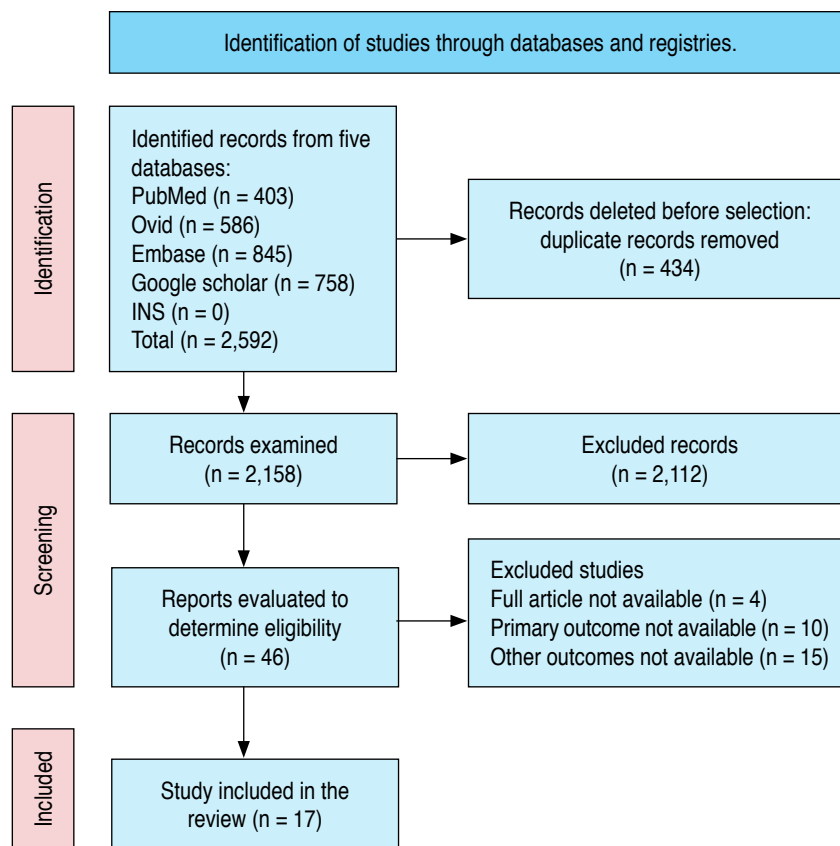 Identification of studies through databases and registries.
Identification
Identified records from five
databases:
PubMed (n = 403)
Ovid (n = 586)
Embase (n = 845)
Google scholar (n = 758)
INS (n = 0)
Total (n = 2,592)
Records deleted before selection:
duplicate records removed
(n = 434)
Screening
Records examined
(n = 2,158)
Excluded records
(n = 2,112)
Reports evaluated to
determine eligibility
(n = 46)
Excluded studies
Full article not available (n = 4)
Primary outcome not available (n = 10)
Other outcomes not available (n = 15)
Included
Study included in the
review (n = 17)